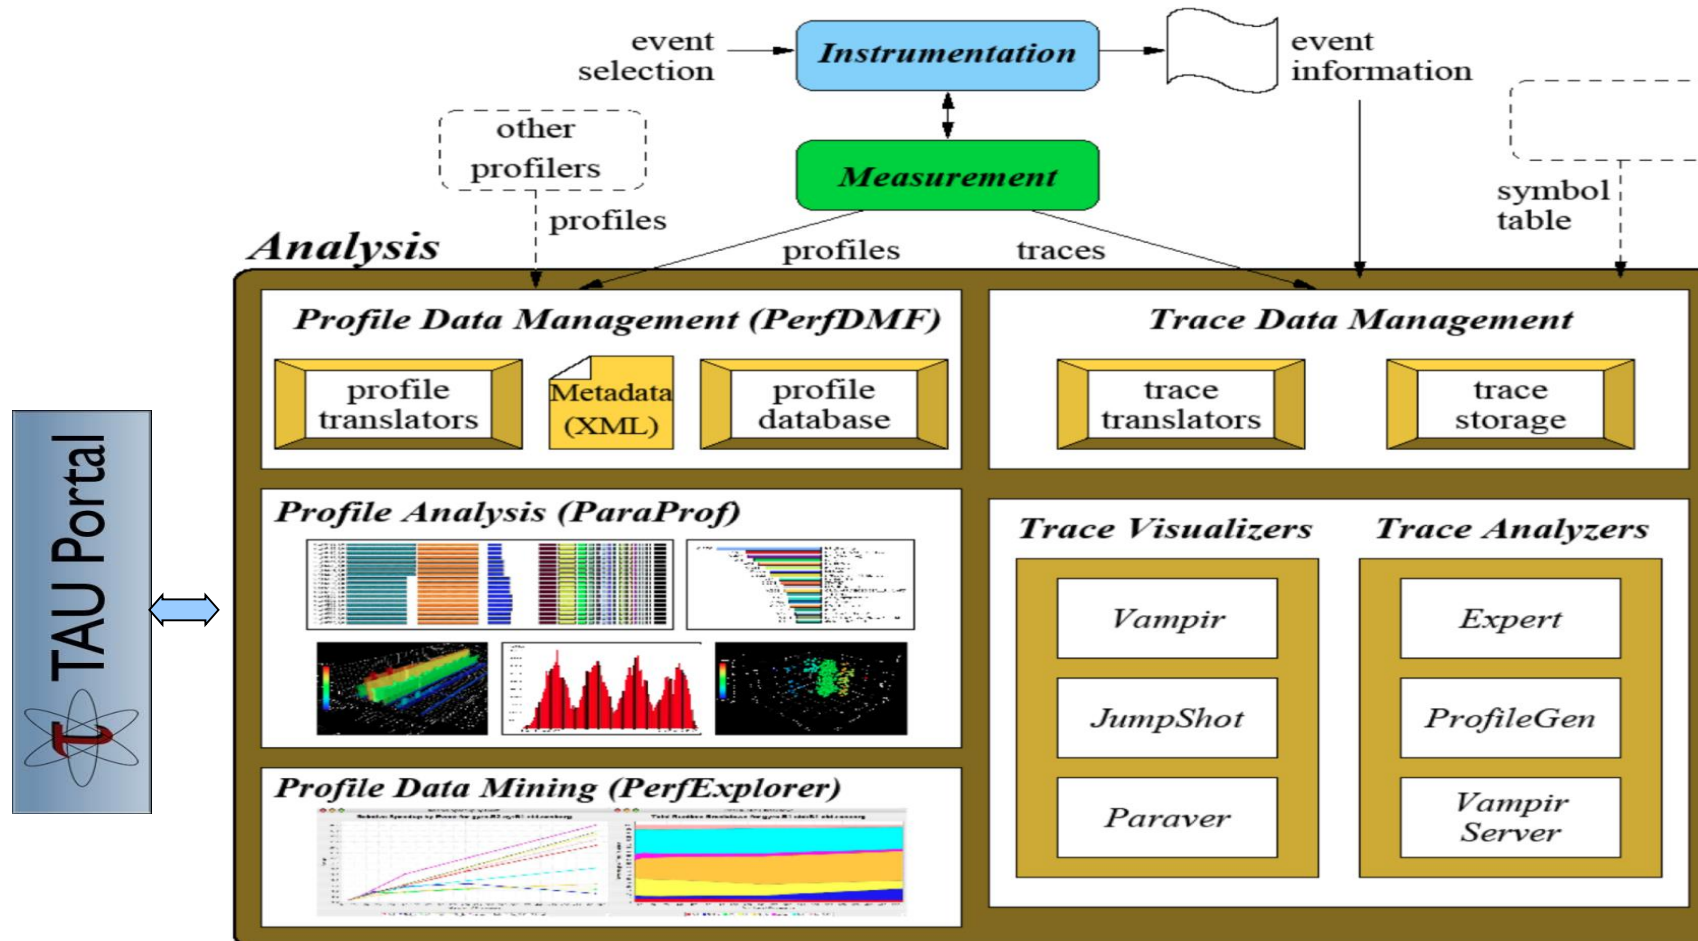 event
selection
Instrumentation
event
information
other
profilers
Measurement
symbol
table
profiles
Analysis
profiles
traces
Profile Data Management (PerfDMF)
profile
translators
Metadata
(XML)
profile
database
Trace Data Management
trace
translators
trace
storage
TAU Portal
Profile Analysis (ParaProf)
Trace Visualizers
Vampir
JumpShot
Paraver
Trace Analyzers
Expert
ProfileGen
Vampir
Server
Profile Data Mining (PerfExplorer)